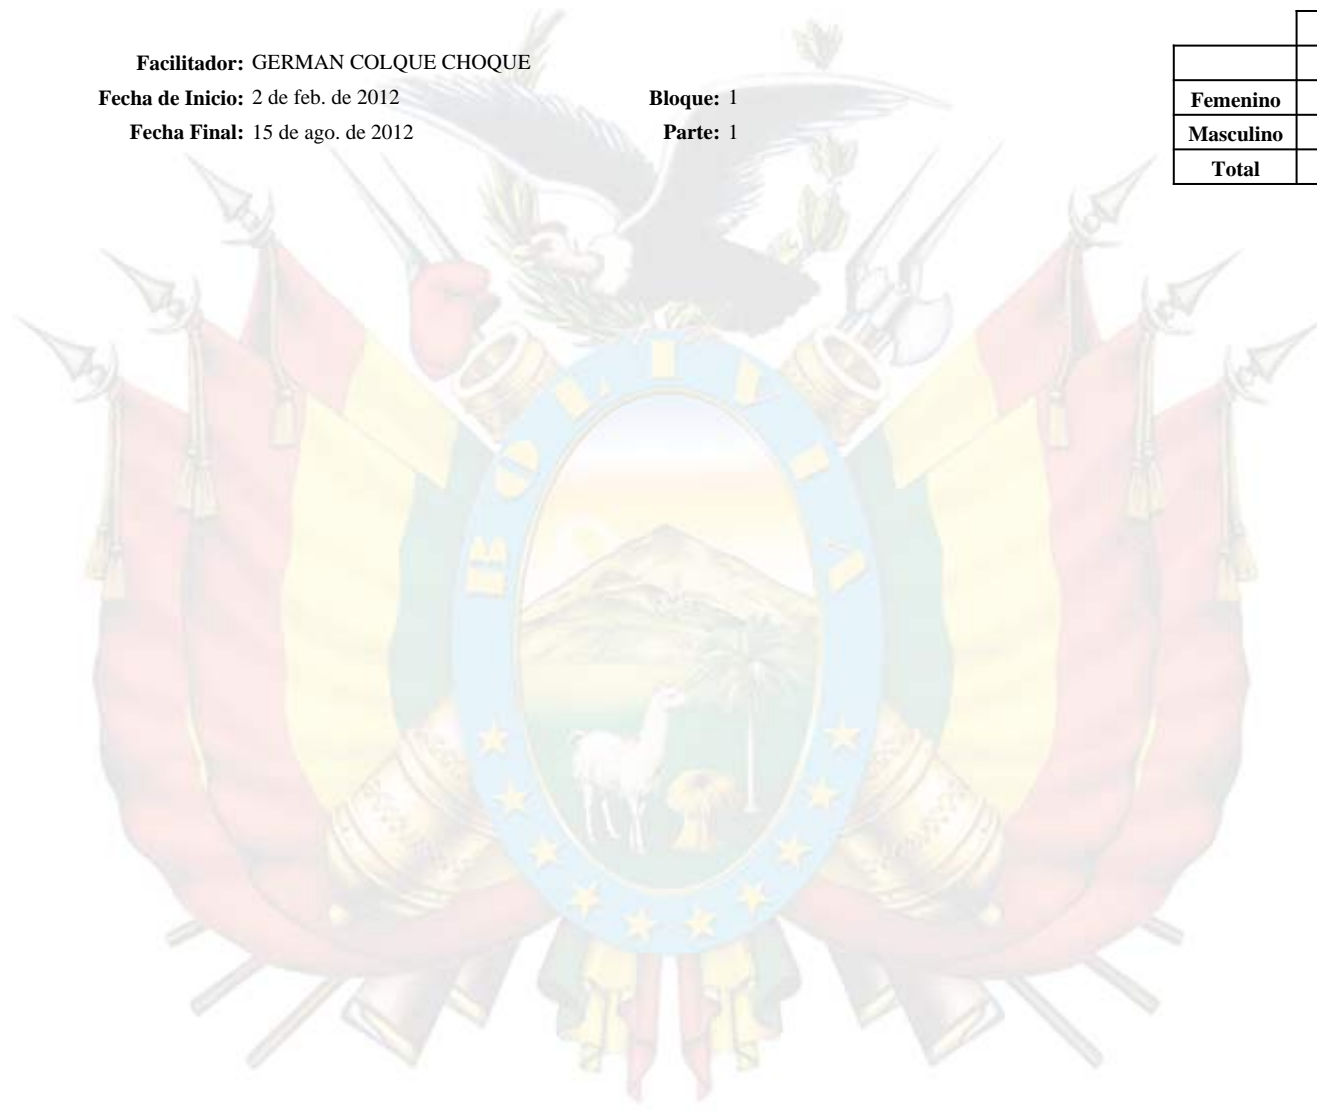 Facilitador: GERMAN COLQUE CHOQUE
Fecha de Inicio: 2 de feb. de 2012 Bloque: 1
Fecha Final: 15 de ago. de 2012 Parte: 1
Femenino
Masculino
Total
BOLIVIA